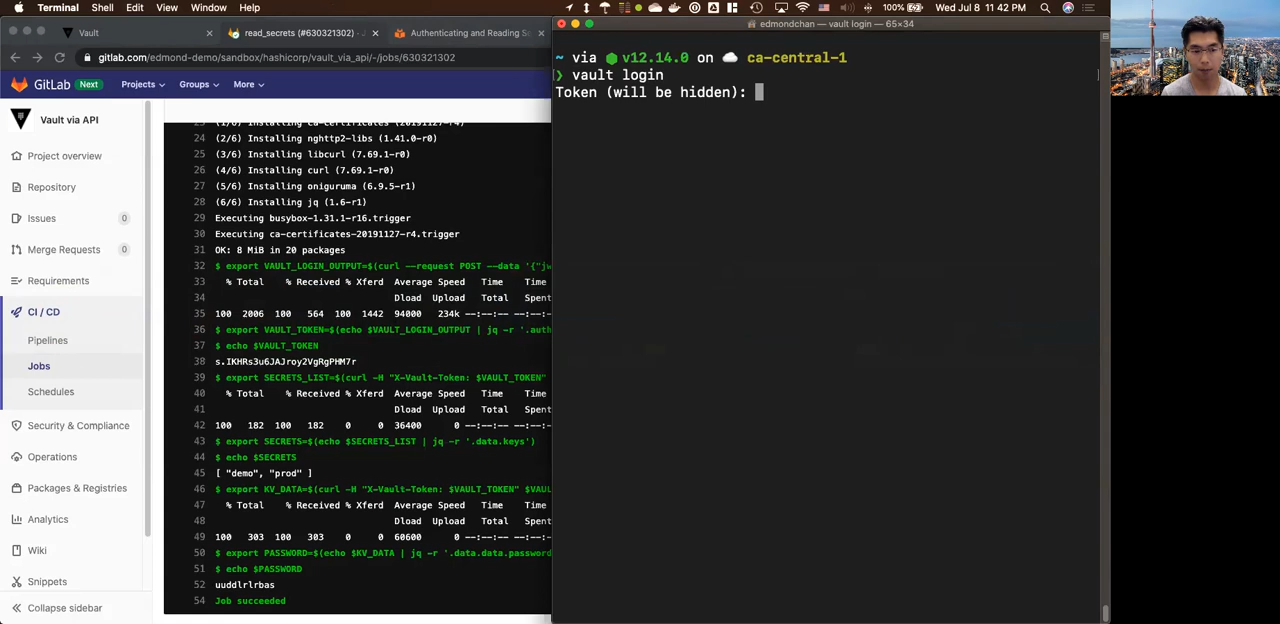 Terminal Shell Edit View Window Help
100% Wed Jul 8 11:42 PM
Vault
read_secrets (#630321302) · J
Authenticating and Reading S
edmondchan — vault login — 65×34
gitlab.com/edmond-demo/sandbox/hashicorp/vault_via_api/-/jobs/630321302
GitLab Next Projects Groups More
~ via v12.14.0 on ca-central-1
❯ vault login
Token (will be hidden):
Vault via API
Project overview
Repository
Issues 0
Merge Requests 0
Requirements
CI / CD
Pipelines
Jobs
Schedules
Security & Compliance
Operations
Packages & Registries
Analytics
Wiki
Snippets
Collapse sidebar
23 (1/6) Installing ca-certificates (20191127-r4)
24 (2/6) Installing nghttp2-libs (1.41.0-r0)
25 (3/6) Installing libcurl (7.69.1-r0)
26 (4/6) Installing curl (7.69.1-r0)
27 (5/6) Installing oniguruma (6.9.5-r1)
28 (6/6) Installing jq (1.6-r1)
29 Executing busybox-1.31.1-r16.trigger
30 Executing ca-certificates-20191127-r4.trigger
31 OK: 8 MiB in 20 packages
32 $ export VAULT_LOGIN_OUTPUT=$(curl --request POST --data '{"jw
33 % Total % Received % Xferd Average Speed Time Time
34 Dload Upload Total Spent
35 100 2006 100 564 100 1442 94000 234k --:--:-- --:--:--
36 $ export VAULT_TOKEN=$(echo $VAULT_LOGIN_OUTPUT | jq -r '.aut
37 $ echo $VAULT_TOKEN
38 s.IKHRs3u6JAJroy2VgRgPHM7r
39 $ export SECRETS_LIST=$(curl -H "X-Vault-Token: $VAULT_TOKEN"
40 % Total % Received % Xferd Average Speed Time Time
41 Dload Upload Total Spent
42 100 182 100 182 0 0 36400 0 --:--:-- --:--:--
43 $ export SECRETS=$(echo $SECRETS_LIST | jq -r '.data.keys')
44 $ echo $SECRETS
45 [ "demo", "prod" ]
46 $ export KV_DATA=$(curl -H "X-Vault-Token: $VAULT_TOKEN" $VAUL
47 % Total % Received % Xferd Average Speed Time Time
48 Dload Upload Total Spent
49 100 303 100 303 0 0 60600 0 --:--:-- --:--:--
50 $ export PASSWORD=$(echo $KV_DATA | jq -r '.data.data.password
51 $ echo $PASSWORD
52 uuddlrlrbas
54 Job succeeded